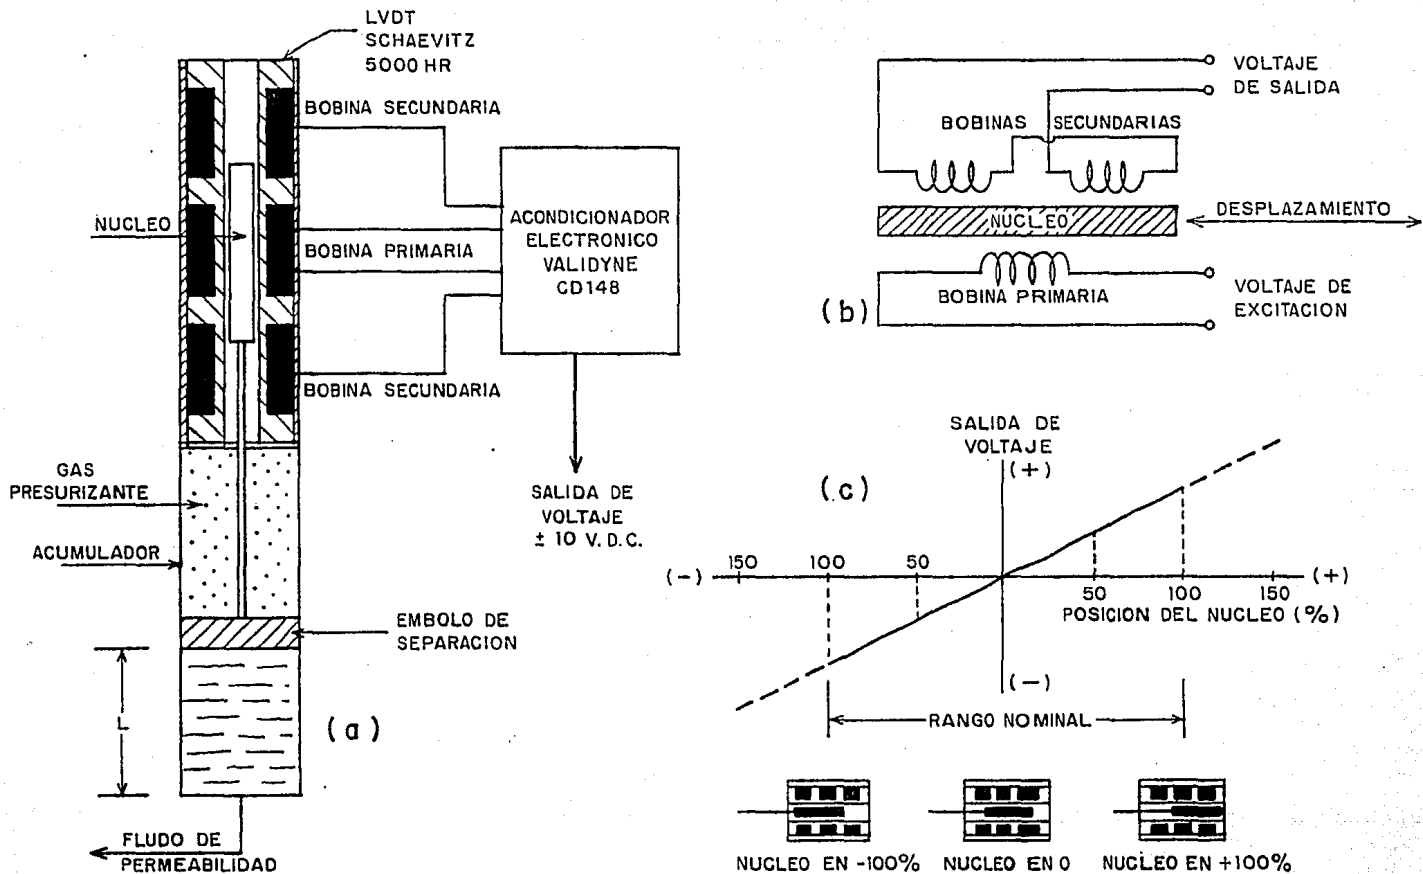 LVDT
SCHAEVITZ
5000 HR
BOBINA SECUNDARIA
NUCLEO
BOBINA PRIMARIA
BOBINA SECUNDARIA
ACONDICIONADOR
ELECTRONICO
VALIDYNE
CD148
SALIDA DE
VOLTAJE
± 10 V. D.C.
GAS
PRESURIZANTE
ACUMULADOR
EMBOLO DE
SEPARACION
L
(a)
FLUDO DE
PERMEABILIDAD
VOLTAJE
DE SALIDA
BOBINAS SECUNDARIAS
NUCLEO
DESPLAZAMIENTO
BOBINA PRIMARIA
VOLTAJE DE
EXCITACION
(b)
SALIDA DE
VOLTAJE
(+)
(c)
(-) 150 100 50 50 100 150 (+)
POSICION DEL NUCLEO (%)
(-)
RANGO NOMINAL
NUCLEO EN -100% NUCLEO EN 0 NUCLEO EN +100%